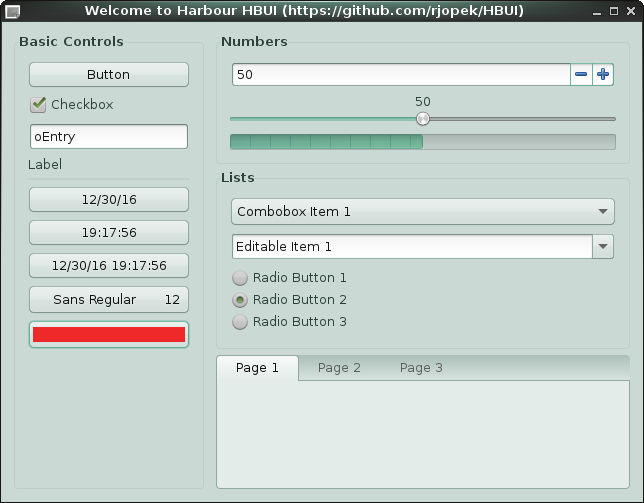 Welcome to Harbour HBUI (https://github.com/rjopek/HBUI)
Basic Controls
Button
Checkbox
oEntry
Label
12/30/16
19:17:56
12/30/16 19:17:56
Sans Regular 12
Numbers
50
50
Lists
Combobox Item 1
Editable Item 1
Radio Button 1
Radio Button 2
Radio Button 3
Page 1 Page 2 Page 3